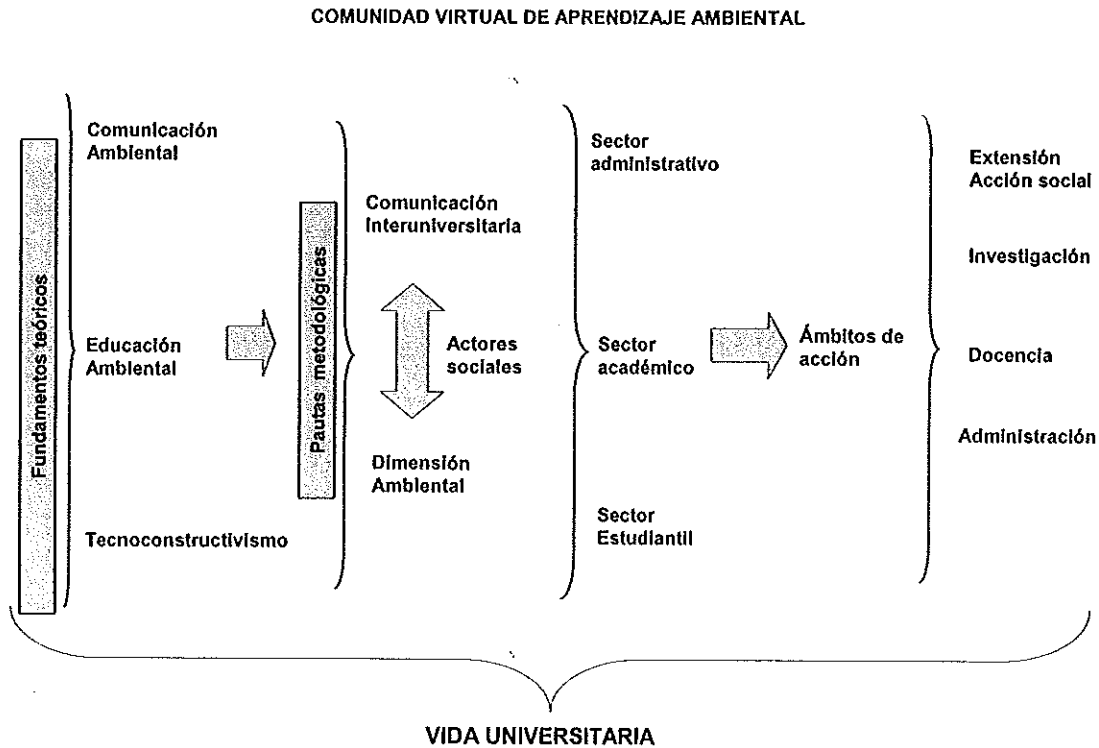 COMUNIDAD VIRTUAL DE APRENDIZAJE AMBIENTAL
Fundamentos teóricos
Comunicación
Ambiental
Educación
Ambiental
Tecnoconstructivismo
Pautas metodológicas
Comunicación
Interuniversitaria
Actores
sociales
Dimensión
Ambiental
Sector
administrativo
Sector
académico
Sector
Estudiantil
Ámbitos de
acción
Extensión
Acción social
Investigación
Docencia
Administración
VIDA UNIVERSITARIA